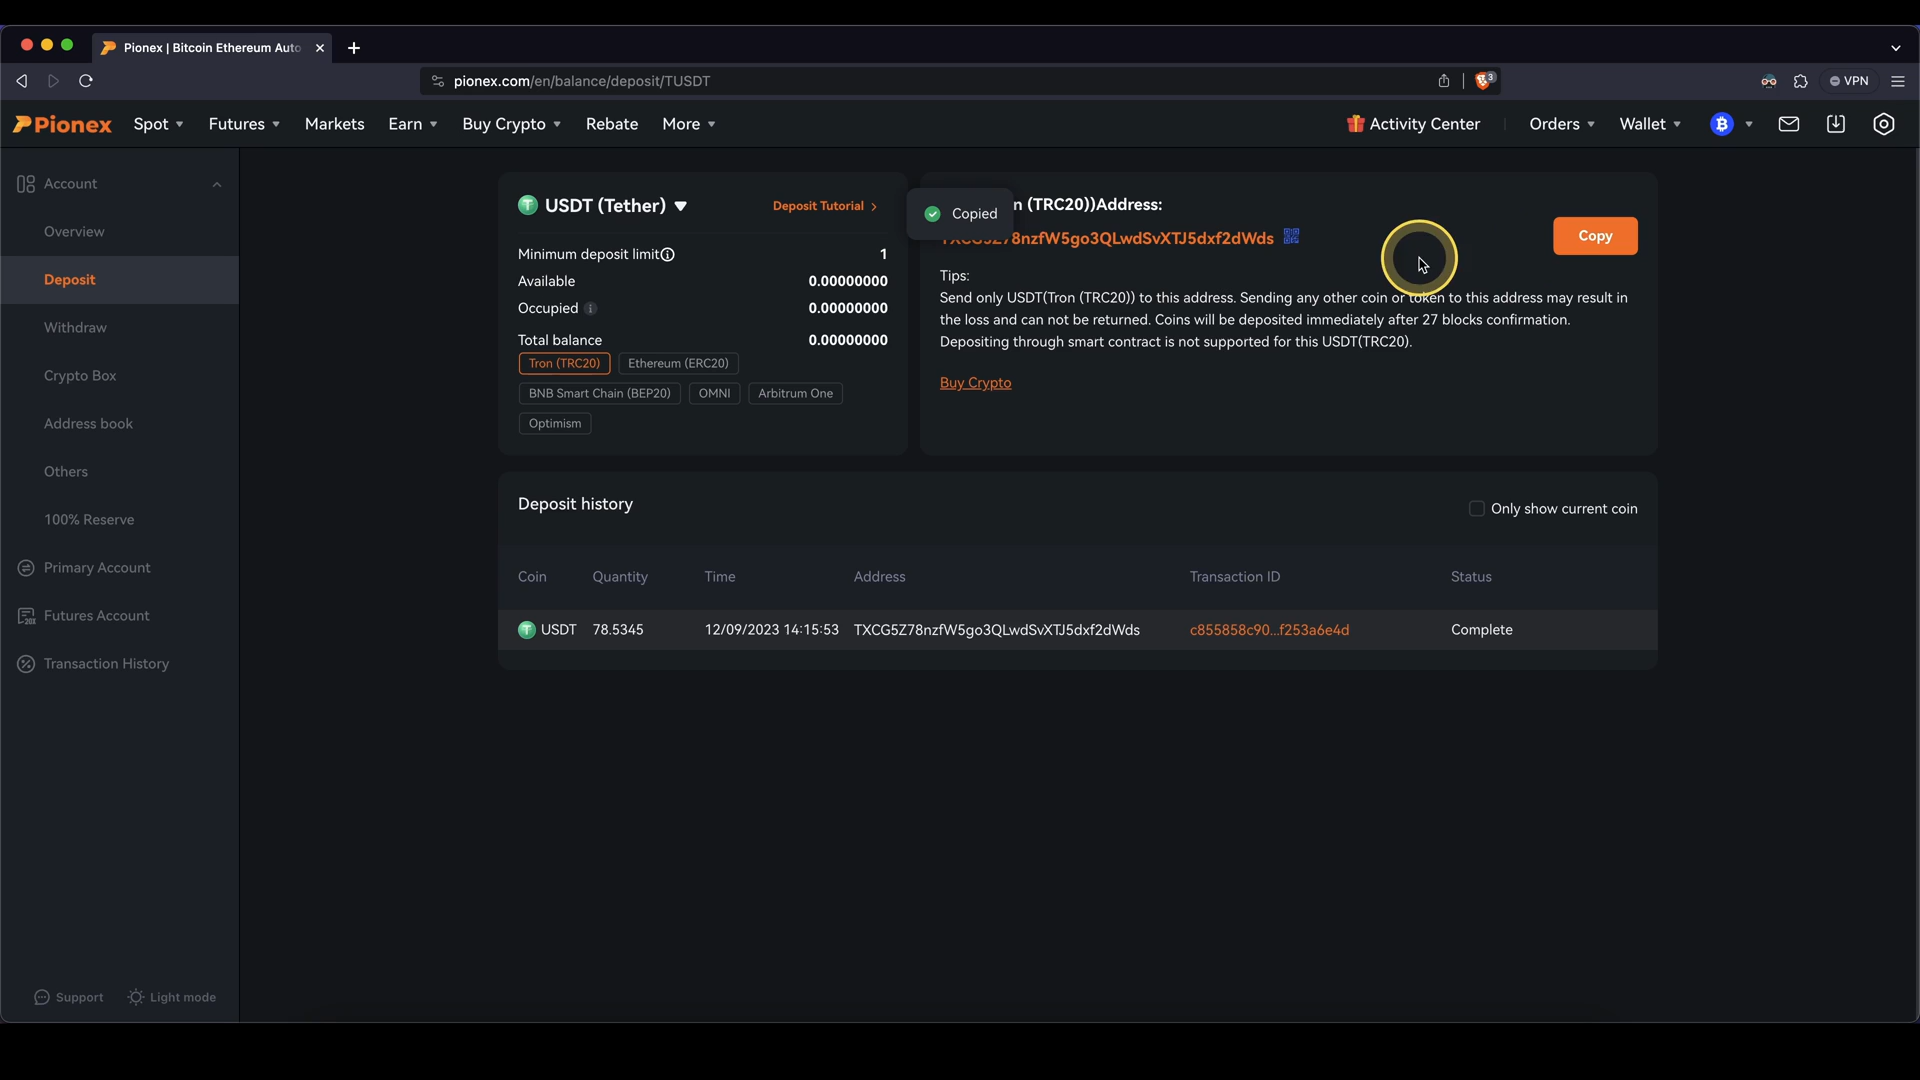 Pionex | Bitcoin Ethereum Auto
pionex.com/en/balance/deposit/TUSDT
3
VPN
Pionex Spot Futures Markets Earn Buy Crypto Rebate More Activity Center Orders Wallet
Account
Overview
Deposit
Withdraw
Crypto Box
Address book
Others
100% Reserve
Primary Account
Futures Account
Transaction History
Support Light mode
USDT (Tether) Deposit Tutorial >
Minimum deposit limit 1
Available 0.00000000
Occupied 0.00000000
Total balance 0.00000000
Tron (TRC20) Ethereum (ERC20)
BNB Smart Chain (BEP20) OMNI Arbitrum One
Optimism
Copied
n (TRC20))Address:
TXCG5Z78nzfW5go3QLwdSvXTJ5dxf2dWds
Copy
Tips:
Send only USDT(Tron (TRC20)) to this address. Sending any other coin or token to this address may result in
the loss and can not be returned. Coins will be deposited immediately after 27 blocks confirmation.
Depositing through smart contract is not supported for this USDT(TRC20).
Buy Crypto
Deposit history
Only show current coin
Coin Quantity Time Address Transaction ID Status
USDT 78.5345 12/09/2023 14:15:53 TXCG5Z78nzfW5go3QLwdSvXTJ5dxf2dWds c855858c90...f253a6e4d Complete